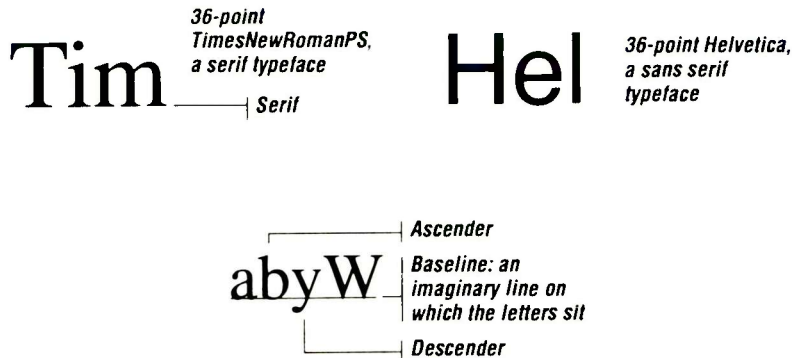 Tim
36-point
TimesNewRomanPS,
a serif typeface
Serif
Hel
36-point Helvetica,
a sans serif
typeface
abyW
Ascender
Baseline: an
imaginary line on
which the letters sit
Descender